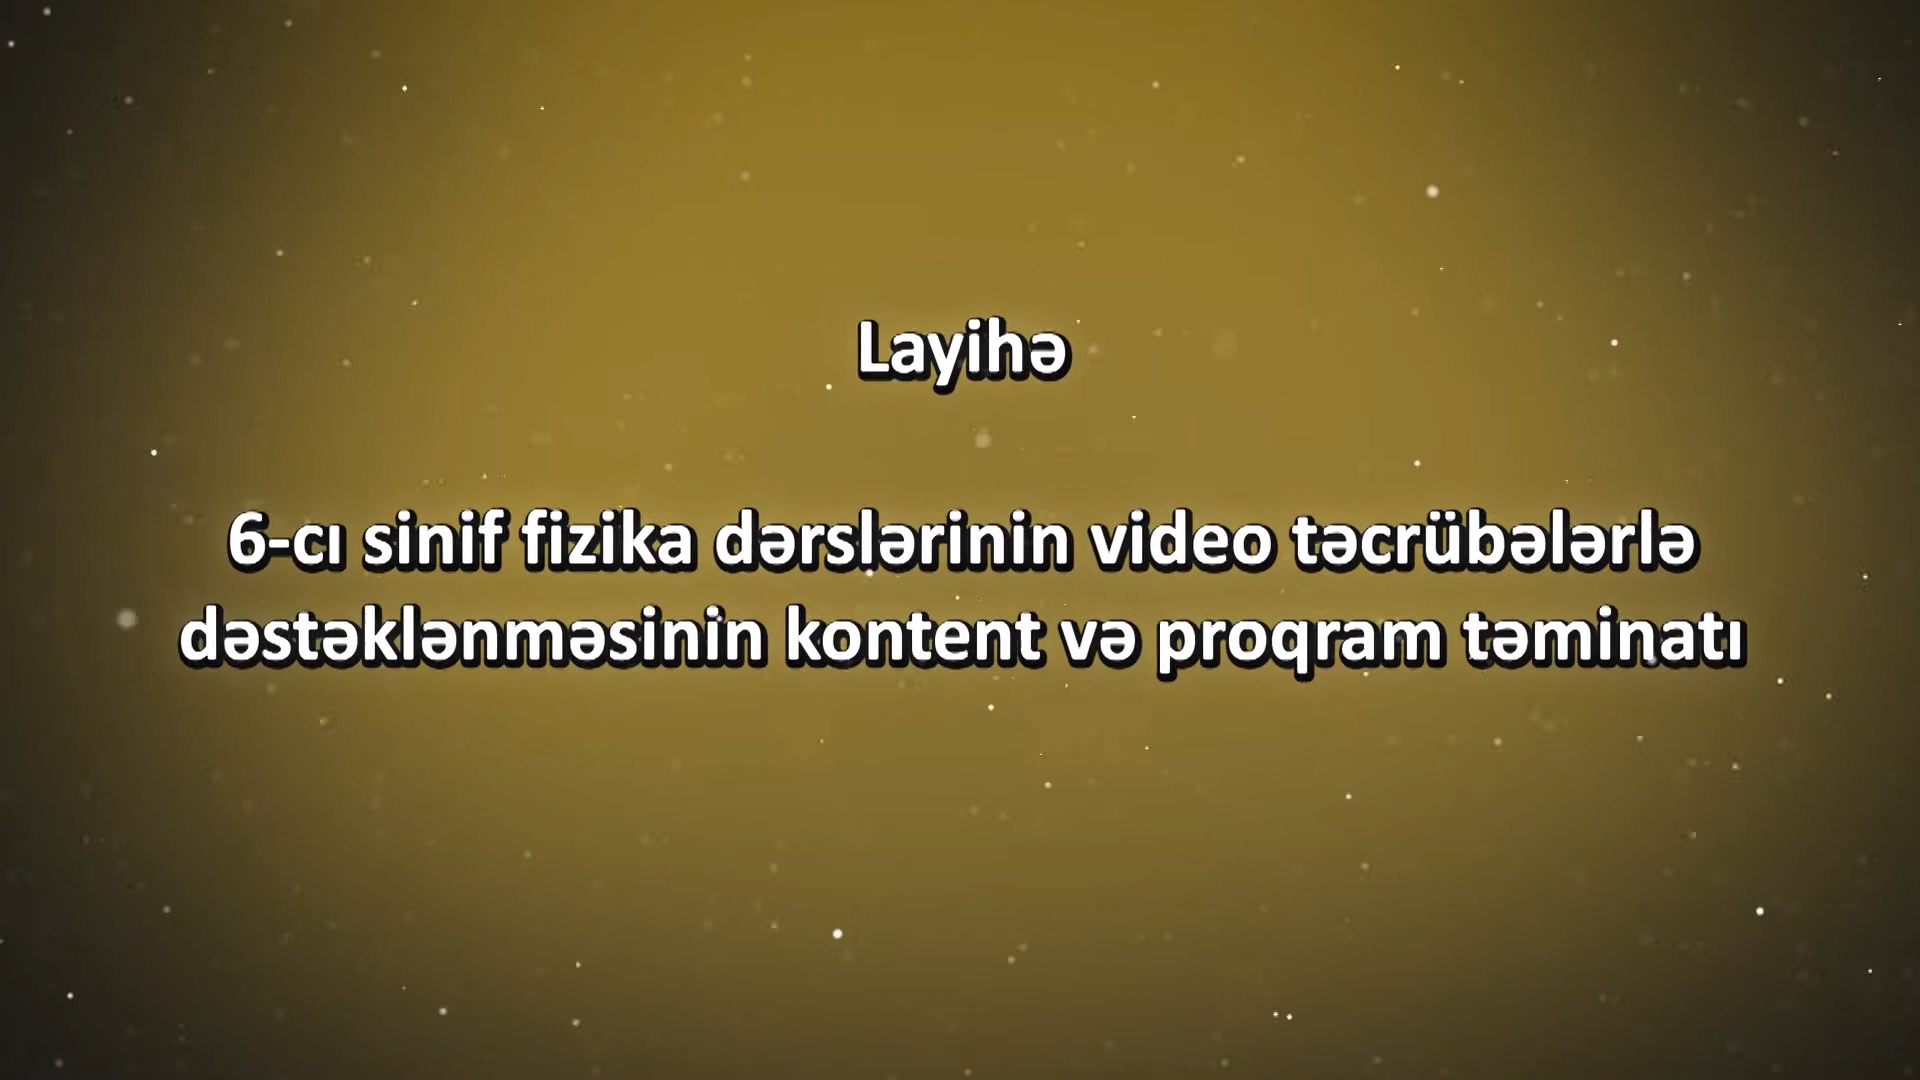 Layihə
6-cı sinif fizika dərslərinin video təcrübələrlə
dəstəklənməsinin kontent və proqram təminatı